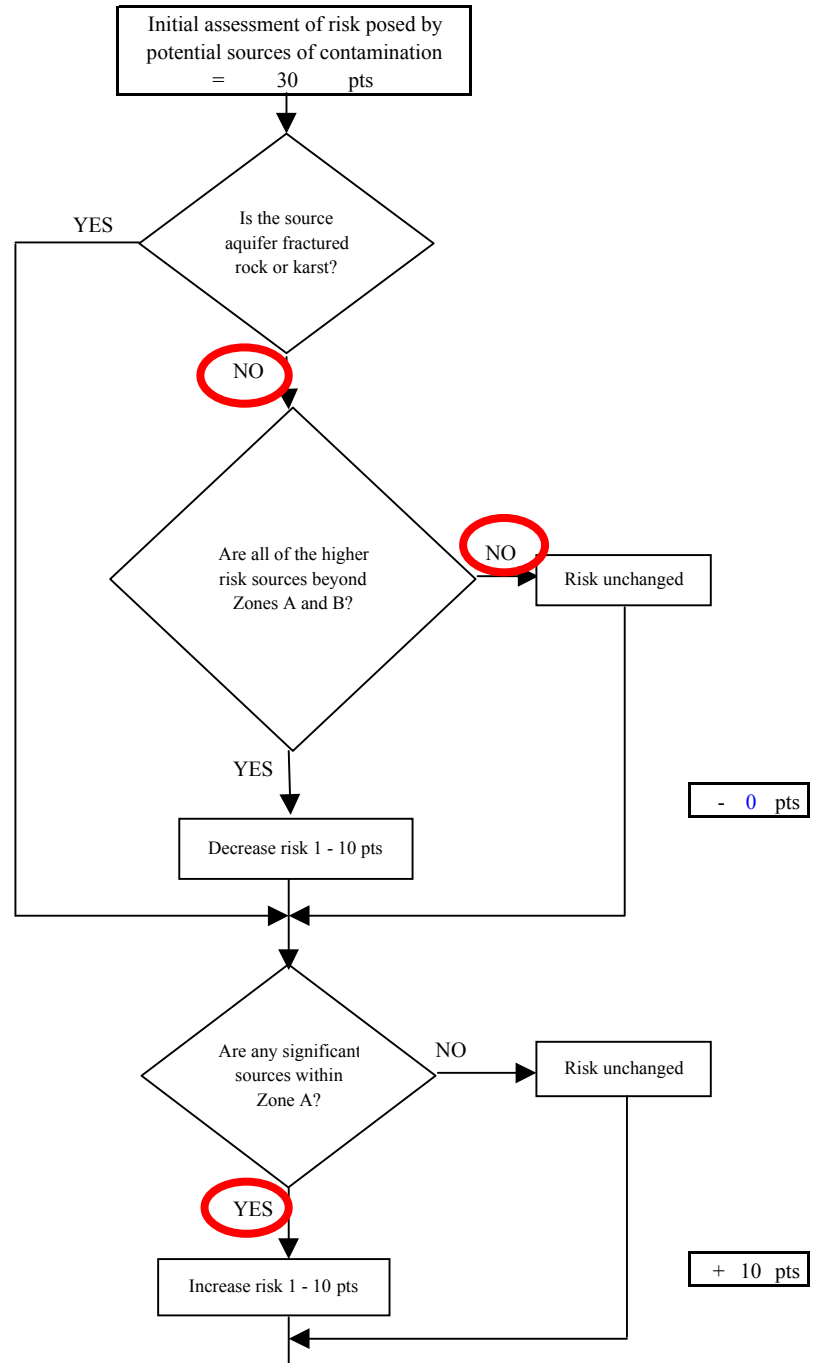 Initial assessment of risk posed by
potential sources of contamination
= 30 pts
YES
Is the source
aquifer fractured
rock or karst?
NO
Are all of the higher
risk sources beyond
Zones A and B?
NO
Risk unchanged
YES
- 0 pts
Decrease risk 1 - 10 pts
Are any significant
sources within
Zone A?
NO
Risk unchanged
YES
+ 10 pts
Increase risk 1 - 10 pts